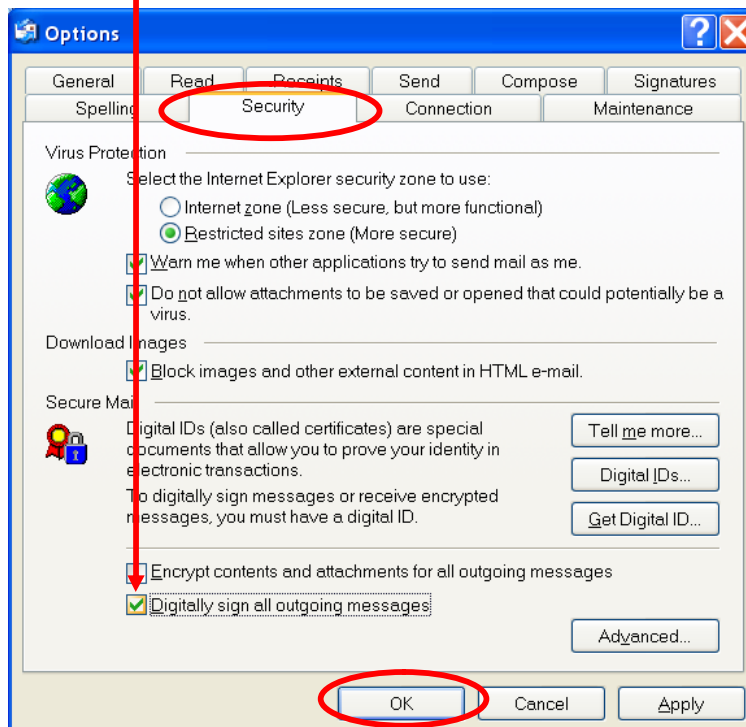 Options
General Read Receipts Send Compose Signatures
Spelling Security Connection Maintenance
Virus Protection
Select the Internet Explorer security zone to use:
Internet zone (Less secure, but more functional)
Restricted sites zone (More secure)
Warn me when other applications try to send mail as me.
Do not allow attachments to be saved or opened that could potentially be a
virus.
Download Images
Block images and other external content in HTML e-mail.
Secure Mail
Digital IDs (also called certificates) are special
documents that allow you to prove your identity in
electronic transactions.
Tell me more...
Digital IDs...
To digitally sign messages or receive encrypted
messages, you must have a digital ID.
Get Digital ID...
Encrypt contents and attachments for all outgoing messages
Digitally sign all outgoing messages
Advanced...
OK Cancel Apply